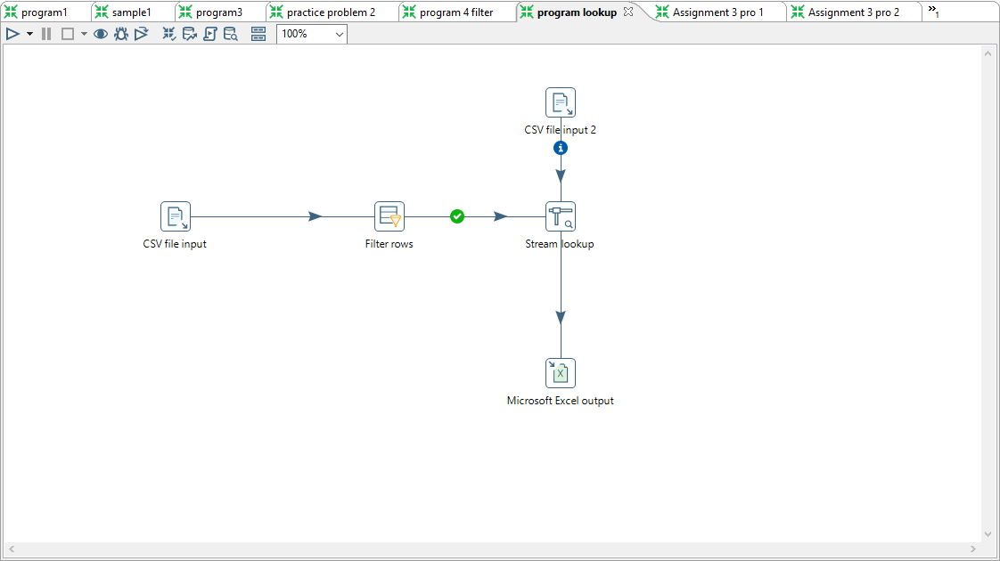 program1
sample1
program3
practice problem 2
program 4 filter
program lookup
Assignment 3 pro 1
Assignment 3 pro 2
»1
100%
CSV file input 2
CSV file input
Filter rows
Stream lookup
Microsoft Excel output